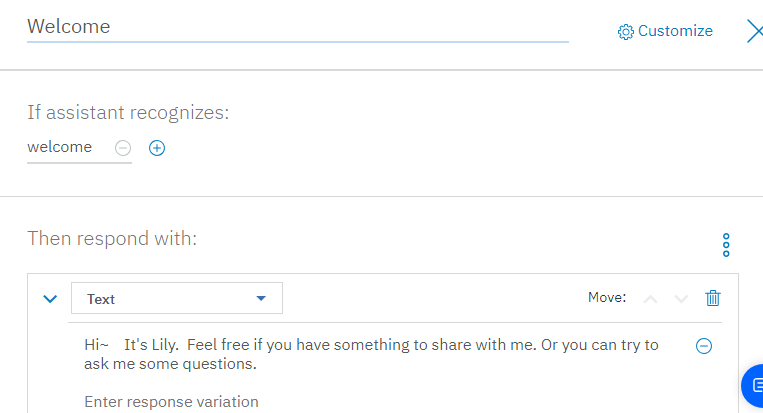 Welcome
Customize
If assistant recognizes:
welcome
Then respond with:
Text
Move:
Hi~   It's Lily.  Feel free if you have something to share with me. Or you can try to
ask me some questions.
Enter response variation